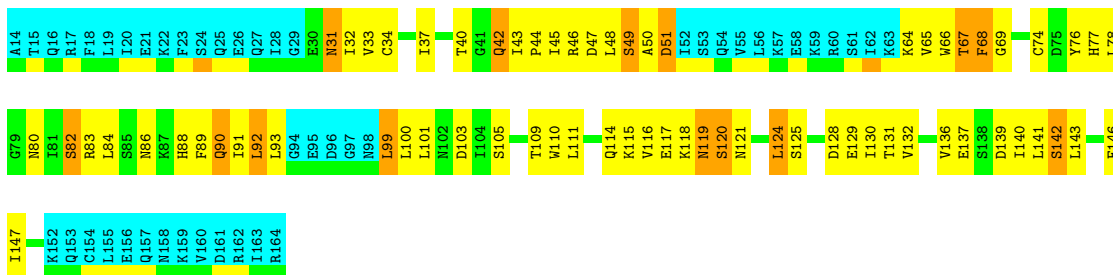 A14 T15 Q16 R17 F18 L19 I20 E21 K22 F23 S24 Q25 E26 Q27 I28 G29 E30 N31 I32 V33 C34 I37 T40 G41 Q42 I43 P44 I45 R46 D47 L48 S49 A50 D51 I52 S53 Q54 V55 L56 K57 E58 K59 R60 S61 I62 K63 K64 V65 W66 T67 F68 G69 C74 D75 Y76 H77 L78
G79 N80 I81 S82 R83 L84 S85 N86 K87 H88 F89 Q90 I91 L92 L93 G94 E95 D96 G97 N98 L99 L100 L101 N102 D103 I104 S105 T109 W110 L111 Q114 K115 V116 E117 K118 N119 S120 N121 L124 S125 D128 E129 I130 T131 V132 V136 E137 S138 D139 I140 L141 S142 L143
I147 K152 Q153 C154 L155 E156 Q157 N158 K159 V160 D161 R162 I163 R164